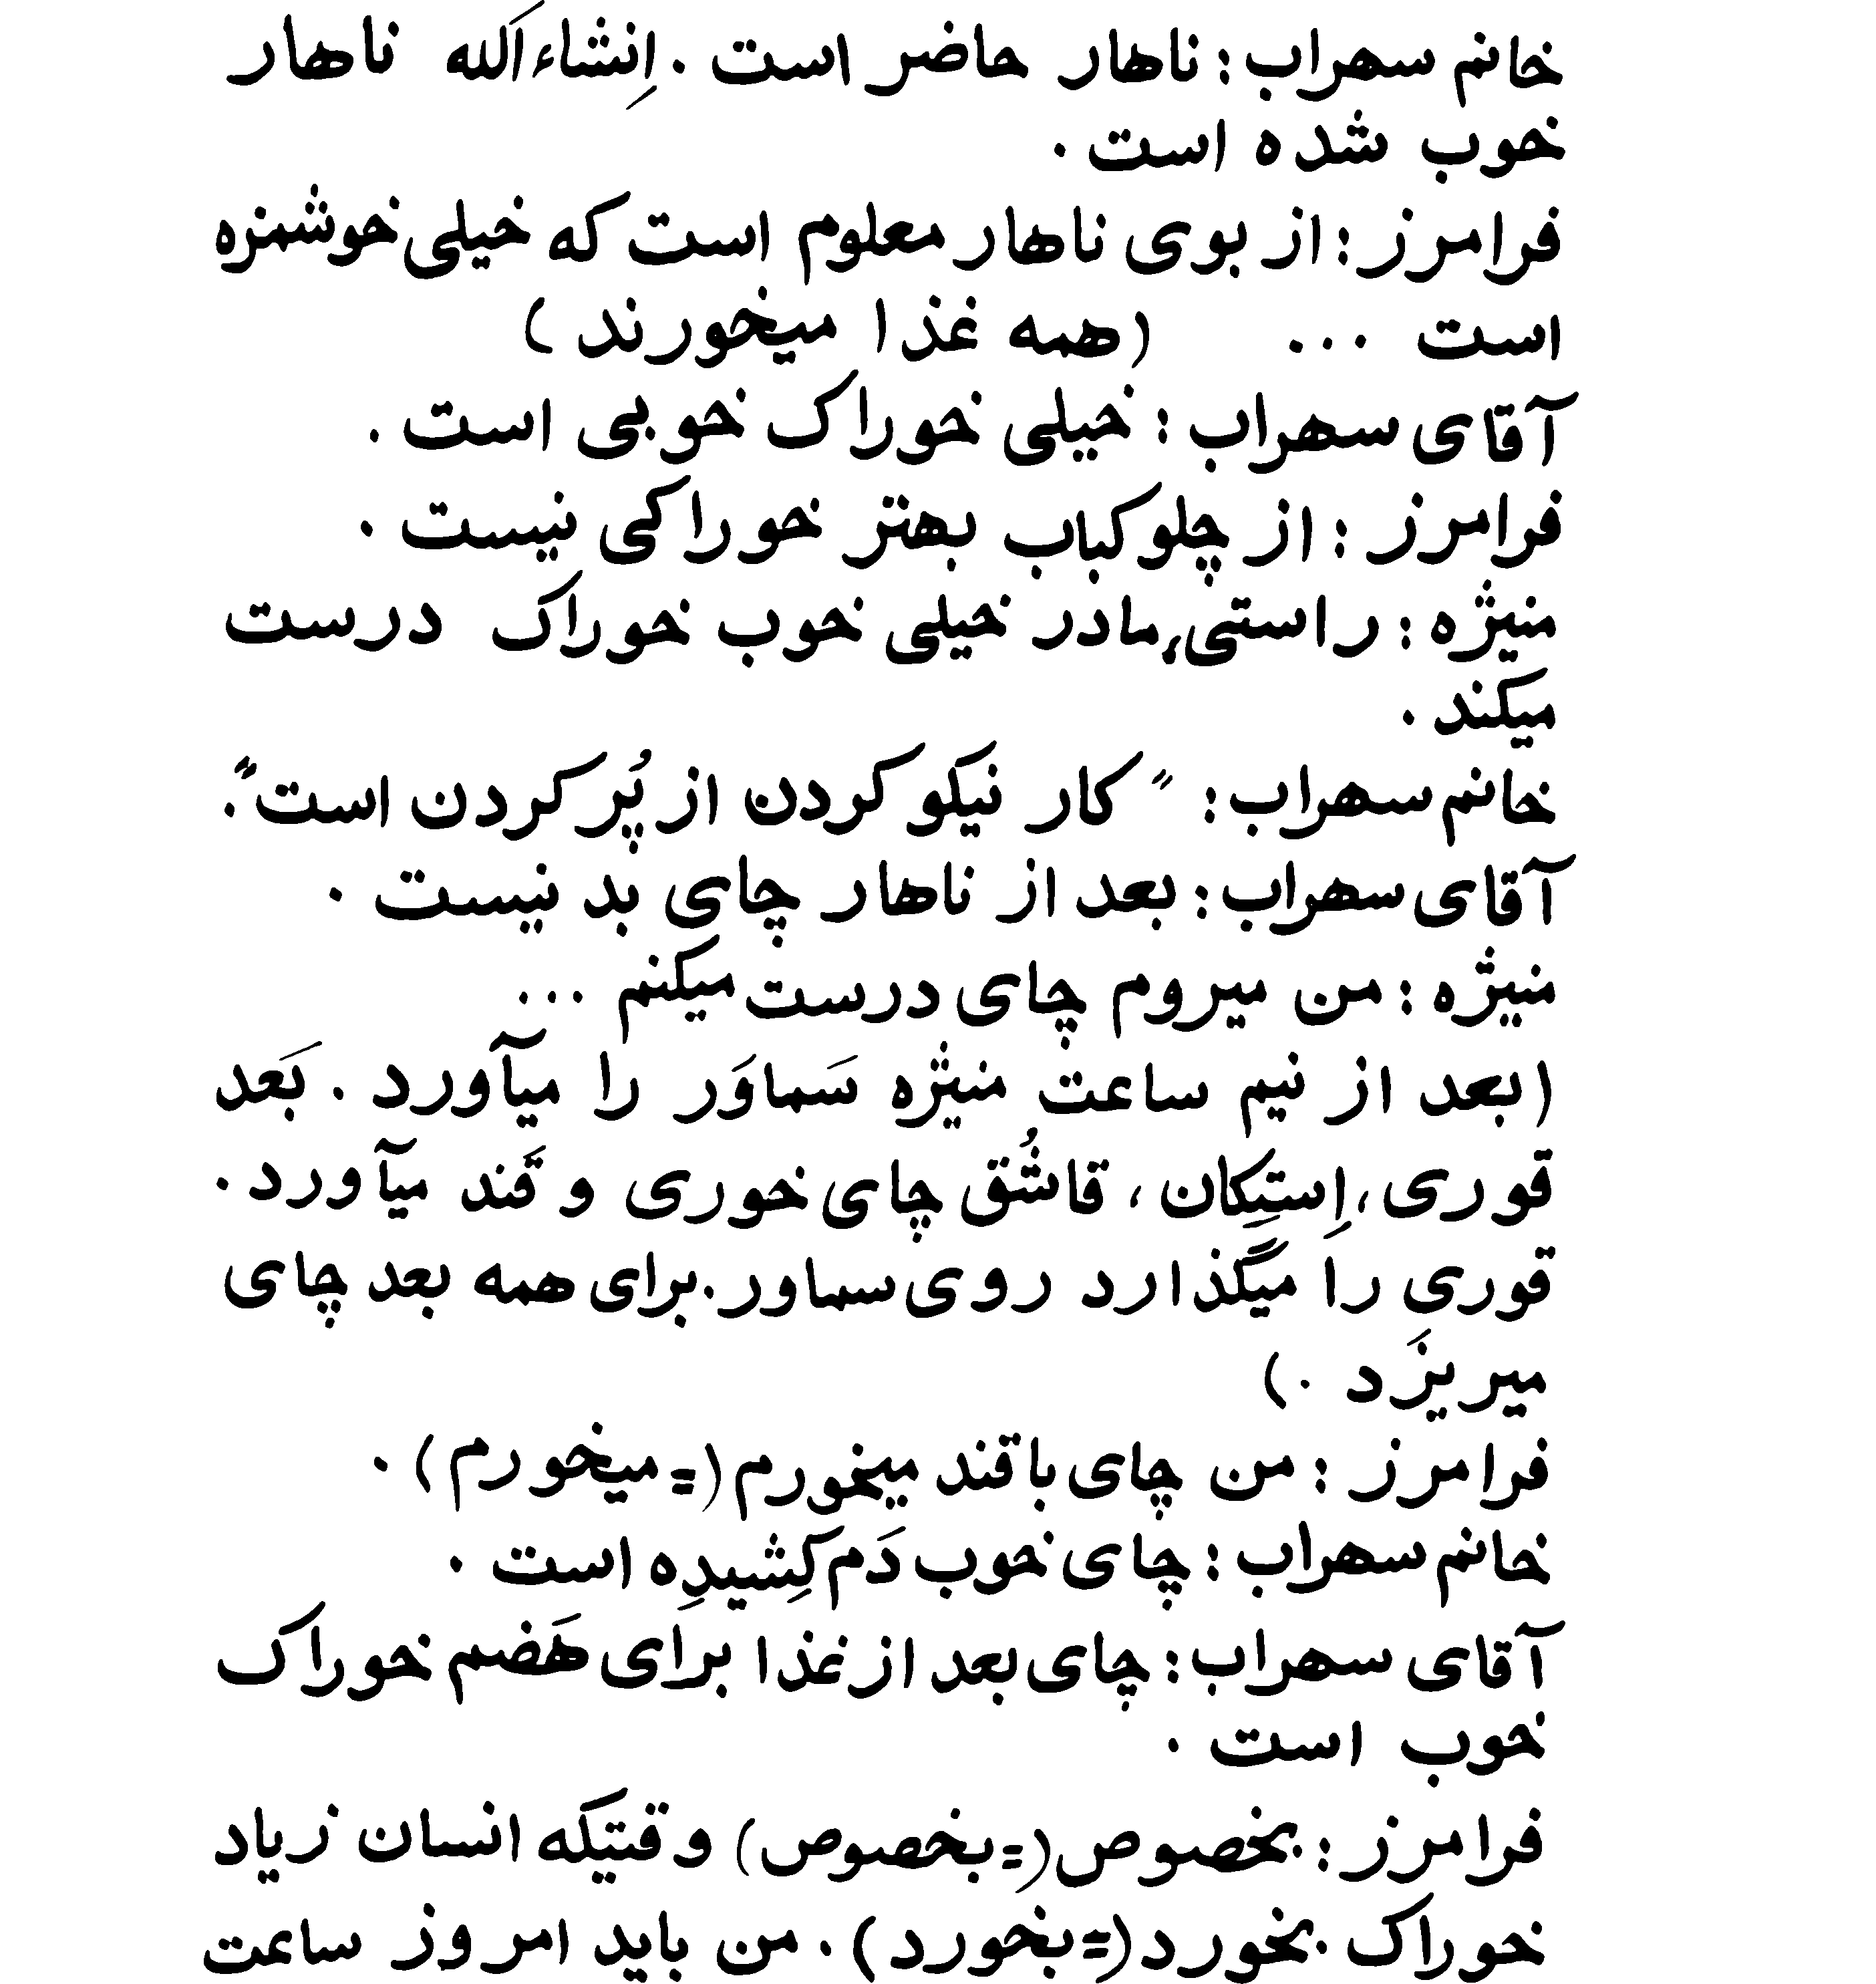 خانم سهراب: ناهار حاضر است. اِنشاءاَلله ناهار
خوب شده است.
فرامرز: از بوی ناهار معلوم است که خیلی خوشمزه
است ... (همه غذا میخورند)
آقای سهراب: خیلی خوراک خوبی است.
فرامرز: از چلوکباب بهتر خوراکی نیست.
منیژه: راستی، مادر خیلی خوب خوراک درست
میکند.
خانم سهراب: "کار نیکو کردن از پُر کردن است".
آقای سهراب: بعد از ناهار چای بد نیست.
منیژه: من میروم چای درست میکنم ...
(بعد از نیم ساعت منیژه سَماوَر را میآورد. بَعد
قوری، اِستِکان، قاشُق چای خوری و قَند میآورد.
قوری را میگذارد روی سماور. برای همه بعد چای
میریزَد.)
فرامرز: من چای با قند میخورم (= میخورم).
خانم سهراب: چای خوب دَم کِشیدِه است.
آقای سهراب: چای بعد از غذا برای هَضم خوراک
خوب است.
فرامرز: بخصوص (= بخصوص) وقتیکه انسان زیاد
خوراک بخورد (= بخورد). من باید امروز ساعت